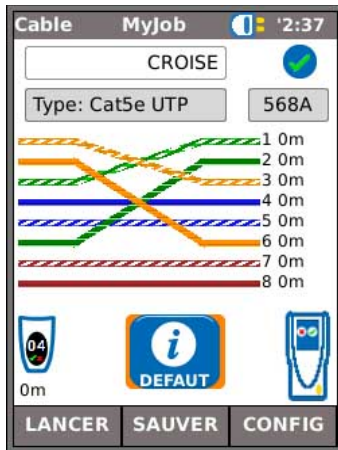 Cable MyJob '2:37
CROISE
Type: Cat5e UTP 568A
1 0m
2 0m
3 0m
4 0m
5 0m
6 0m
7 0m
8 0m
04
0m
i
DEFAUT
LANCER SAUVER CONFIG